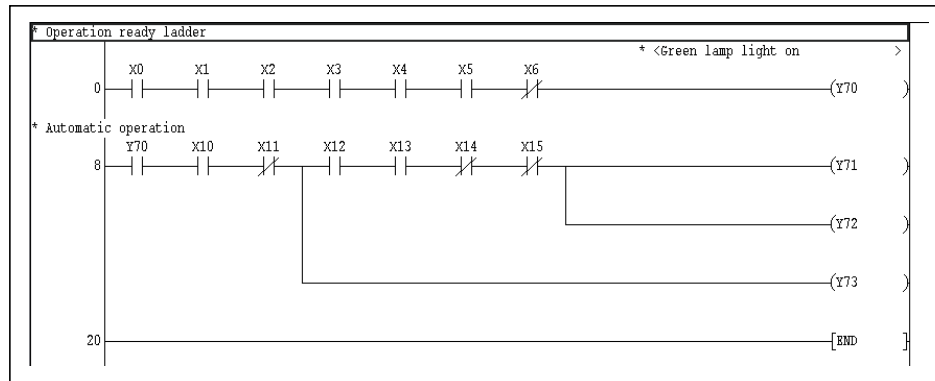 * Operation ready ladder
* <Green lamp light on >
X0 X1 X2 X3 X4 X5 X6
0 (Y70 )
* Automatic operation
Y70 X10 X11 X12 X13 X14 X15
8 (Y71 )
(Y72 )
(Y73 )
20 [END ]